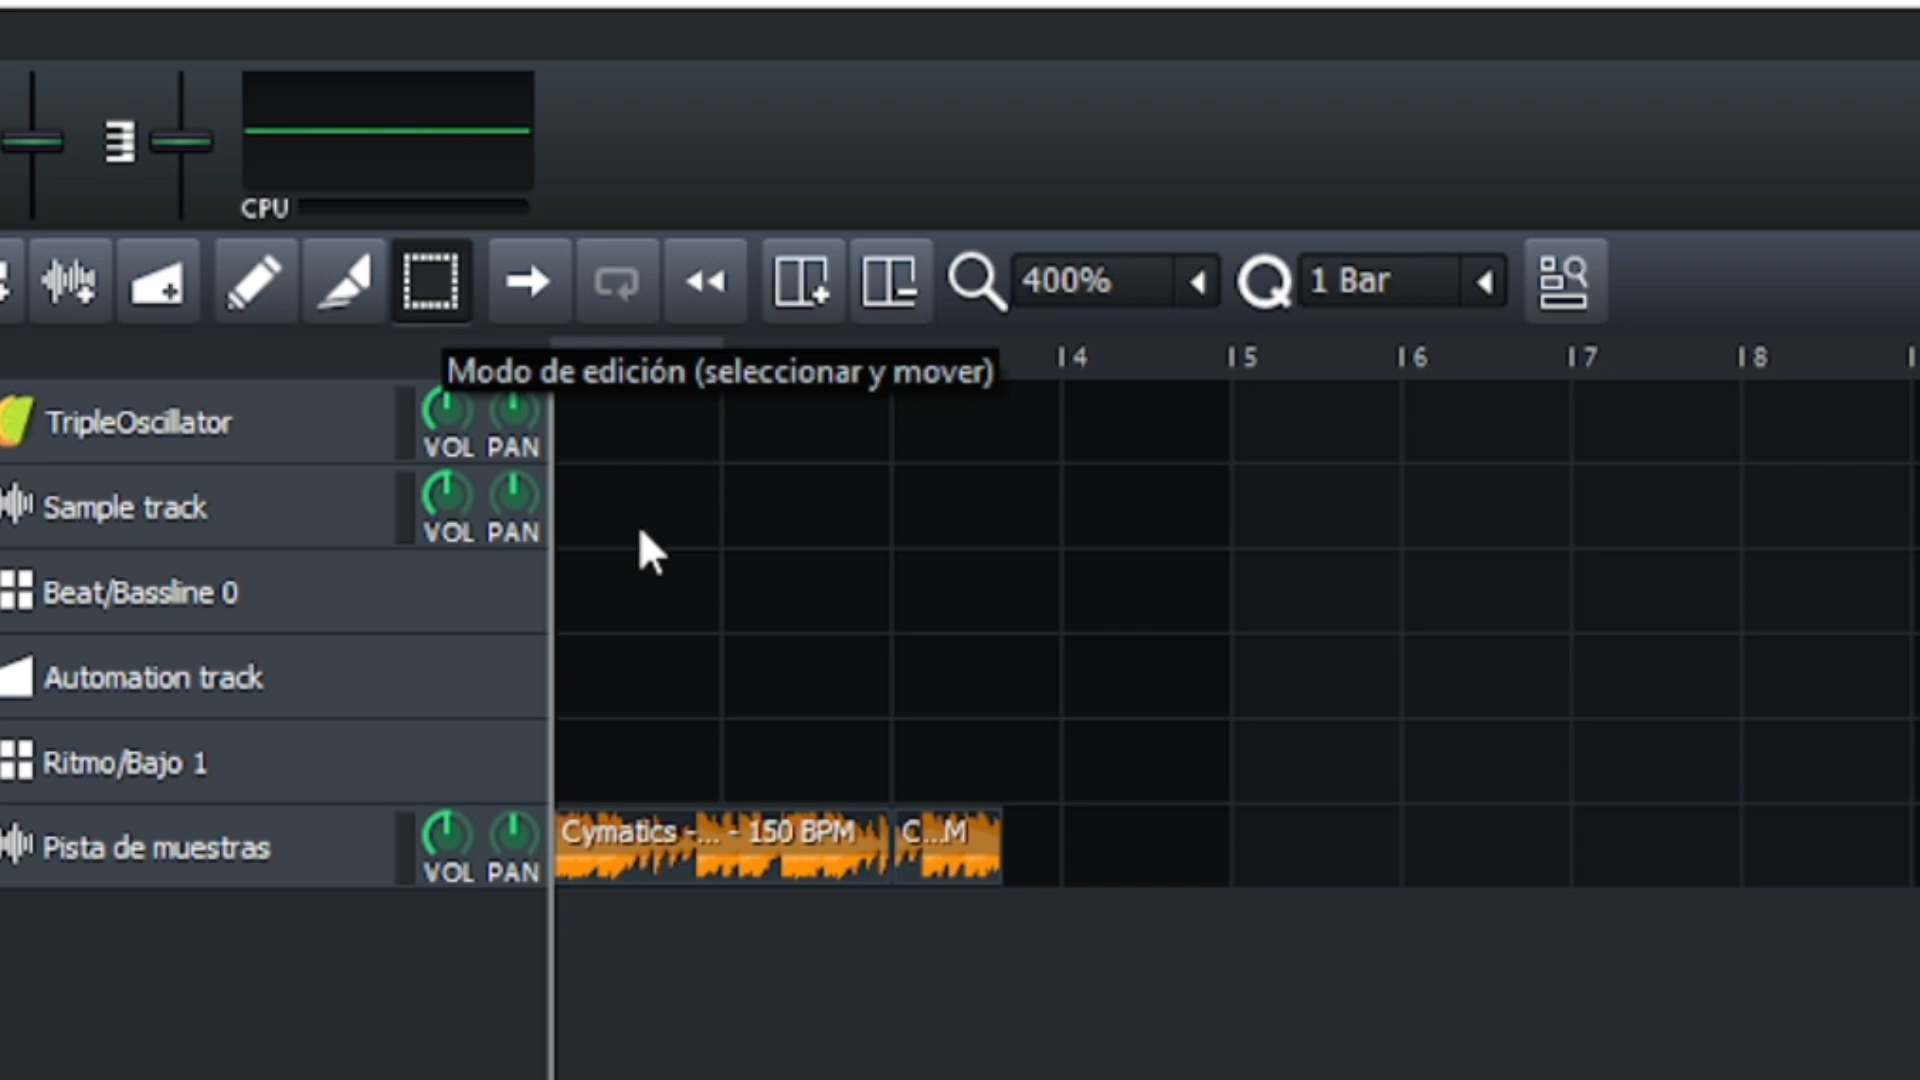 CPU
400%
1 Bar
Modo de edición (seleccionar y mover)
4
5
6
7
8
TripleOscillator
VOL PAN
Sample track
VOL PAN
Beat/Bassline 0
Automation track
Ritmo/Bajo 1
Pista de muestras
VOL PAN
Cymatics -... - 150 BPM
C...M